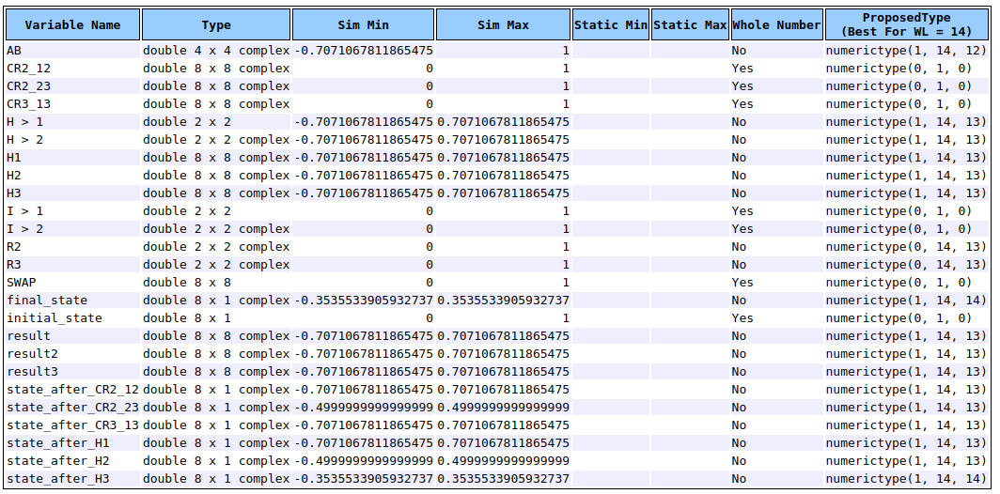 Variable Name Type Sim Min Sim Max Static Min Static Max Whole Number ProposedType
(Best For WL = 14)
AB double 4 x 4 complex -0.7071067811865475 1 No numerictype(1, 14, 12)
CR2_12 double 8 x 8 complex 0 1 Yes numerictype(0, 1, 0)
CR2_23 double 8 x 8 complex 0 1 Yes numerictype(0, 1, 0)
CR3_13 double 8 x 8 complex 0 1 Yes numerictype(0, 1, 0)
H > 1 double 2 x 2 -0.7071067811865475 0.7071067811865475 No numerictype(1, 14, 13)
H > 2 double 2 x 2 complex -0.7071067811865475 0.7071067811865475 No numerictype(1, 14, 13)
H1 double 8 x 8 complex -0.7071067811865475 0.7071067811865475 No numerictype(1, 14, 13)
H2 double 8 x 8 complex -0.7071067811865475 0.7071067811865475 No numerictype(1, 14, 13)
H3 double 8 x 8 complex -0.7071067811865475 0.7071067811865475 No numerictype(1, 14, 13)
I > 1 double 2 x 2 0 1 Yes numerictype(0, 1, 0)
I > 2 double 2 x 2 complex 0 1 Yes numerictype(0, 1, 0)
R2 double 2 x 2 complex 0 1 No numerictype(0, 14, 13)
R3 double 2 x 2 complex 0 1 No numerictype(0, 14, 13)
SWAP double 8 x 8 0 1 Yes numerictype(0, 1, 0)
final_state double 8 x 1 complex -0.3535533905932737 0.3535533905932737 No numerictype(1, 14, 14)
initial_state double 8 x 1 0 1 Yes numerictype(0, 1, 0)
result double 8 x 8 complex -0.7071067811865475 0.7071067811865475 No numerictype(1, 14, 13)
result2 double 8 x 8 complex -0.7071067811865475 0.7071067811865475 No numerictype(1, 14, 13)
result3 double 8 x 8 complex -0.7071067811865475 0.7071067811865475 No numerictype(1, 14, 13)
state_after_CR2_12 double 8 x 1 complex -0.7071067811865475 0.7071067811865475 No numerictype(1, 14, 13)
state_after_CR2_23 double 8 x 1 complex -0.4999999999999999 0.4999999999999999 No numerictype(1, 14, 13)
state_after_CR3_13 double 8 x 1 complex -0.7071067811865475 0.7071067811865475 No numerictype(1, 14, 13)
state_after_H1 double 8 x 1 complex -0.7071067811865475 0.7071067811865475 No numerictype(1, 14, 13)
state_after_H2 double 8 x 1 complex -0.4999999999999999 0.4999999999999999 No numerictype(1, 14, 13)
state_after_H3 double 8 x 1 complex -0.3535533905932737 0.3535533905932737 No numerictype(1, 14, 14)